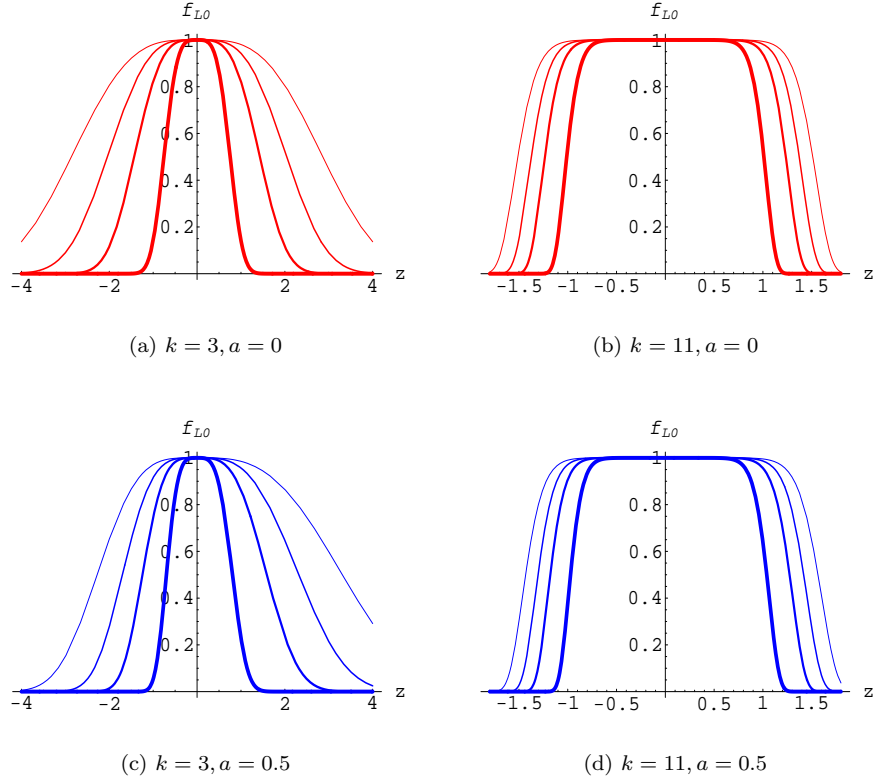 f_{L0}
1
0.8
0.6
0.4
0.2
-4 -2 2 4 z
(a) k = 3, a = 0
f_{L0}
1
0.8
0.6
0.4
0.2
-1.5 -1 -0.5 0.5 1 1.5 z
(b) k = 11, a = 0
f_{L0}
1
0.8
0.6
0.4
0.2
-4 -2 2 4 z
(c) k = 3, a = 0.5
f_{L0}
1
0.8
0.6
0.4
0.2
-1.5 -1 -0.5 0.5 1 1.5 z
(d) k = 11, a = 0.5